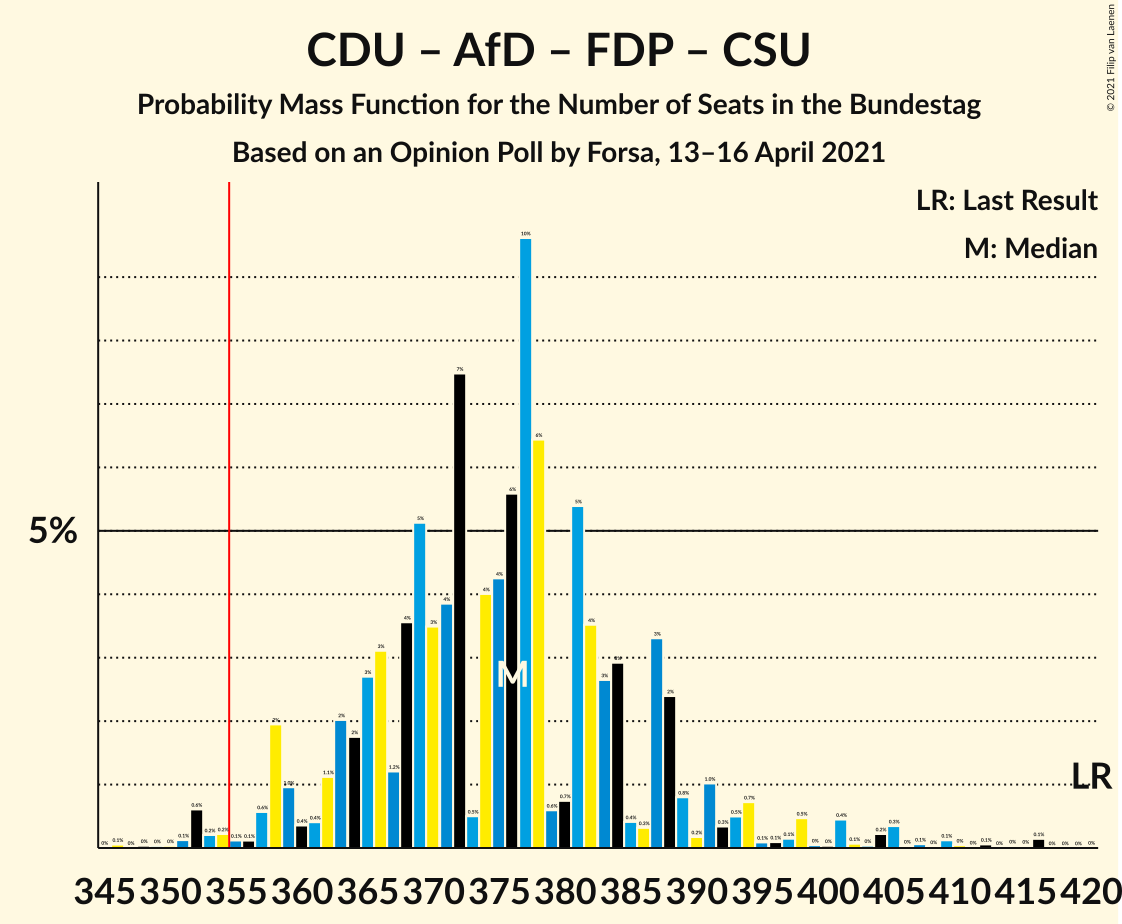 CDU – AfD – FDP – CSU
Probability Mass Function for the Number of Seats in the Bundestag
Based on an Opinion Poll by Forsa, 13–16 April 2021
© 2021 Filip van Laenen
LR: Last Result
M: Median
5%
M
LR
345 350 355 360 365 370 375 380 385 390 395 400 405 410 415 420